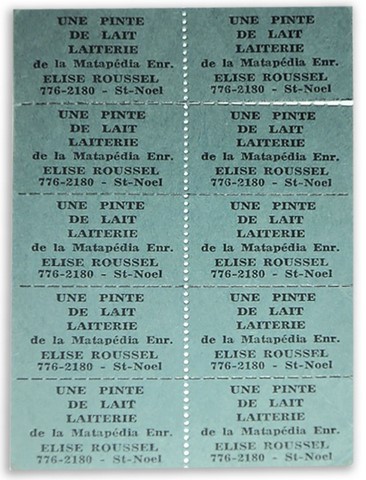 UNE PINTE
DE LAIT
LAITERIE
de la Matapédia Enr.
ELISE ROUSSEL
776-2180 - St-Noel
UNE PINTE
DE LAIT
LAITERIE
de la Matapédia Enr.
ELISE ROUSSEL
776-2180 - St-Noel
UNE PINTE
DE LAIT
LAITERIE
de la Matapédia Enr.
ELISE ROUSSEL
776-2180 - St-Noel
UNE PINTE
DE LAIT
LAITERIE
de la Matapédia Enr.
ELISE ROUSSEL
776-2180 - St-Noel
UNE PINTE
DE LAIT
LAITERIE
de la Matapédia Enr.
ELISE ROUSSEL
776-2180 - St-Noel
UNE PINTE
DE LAIT
LAITERIE
de la Matapédia Enr.
ELISE ROUSSEL
776-2180 - St-Noel
UNE PINTE
DE LAIT
LAITERIE
de la Matapédia Enr.
ELISE ROUSSEL
776-2180 - St-Noel
UNE PINTE
DE LAIT
LAITERIE
de la Matapédia Enr.
ELISE ROUSSEL
776-2180 - St-Noel
UNE PINTE
DE LAIT
LAITERIE
de la Matapédia Enr.
ELISE ROUSSEL
776-2180 - St-Noel
UNE PINTE
DE LAIT
LAITERIE
de la Matapédia Enr.
ELISE ROUSSEL
776-2180 - St-Noel